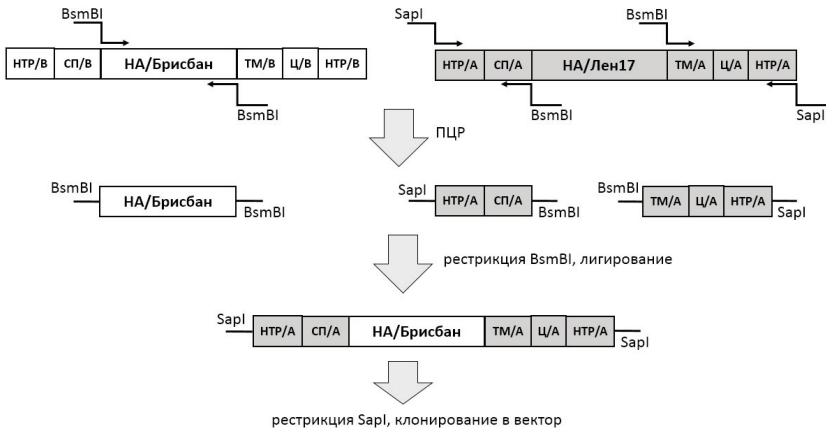 BsmBI
НТР/В СП/В НА/Брисбан ТМ/В Ц/В НТР/В
BsmBI
SapI
BsmBI
НТР/А СП/А НА/Лен17 ТМ/А Ц/А НТР/А
BsmBI
SapI
ПЦР
BsmBI
НА/Брисбан
BsmBI
SapI
НТР/А СП/А
BsmBI
BsmBI
ТМ/А Ц/А НТР/А
SapI
рестрикция BsmBI, лигирование
SapI
НТР/А СП/А НА/Брисбан ТМ/А Ц/А НТР/А
SapI
рестрикция SapI, клонирование в вектор